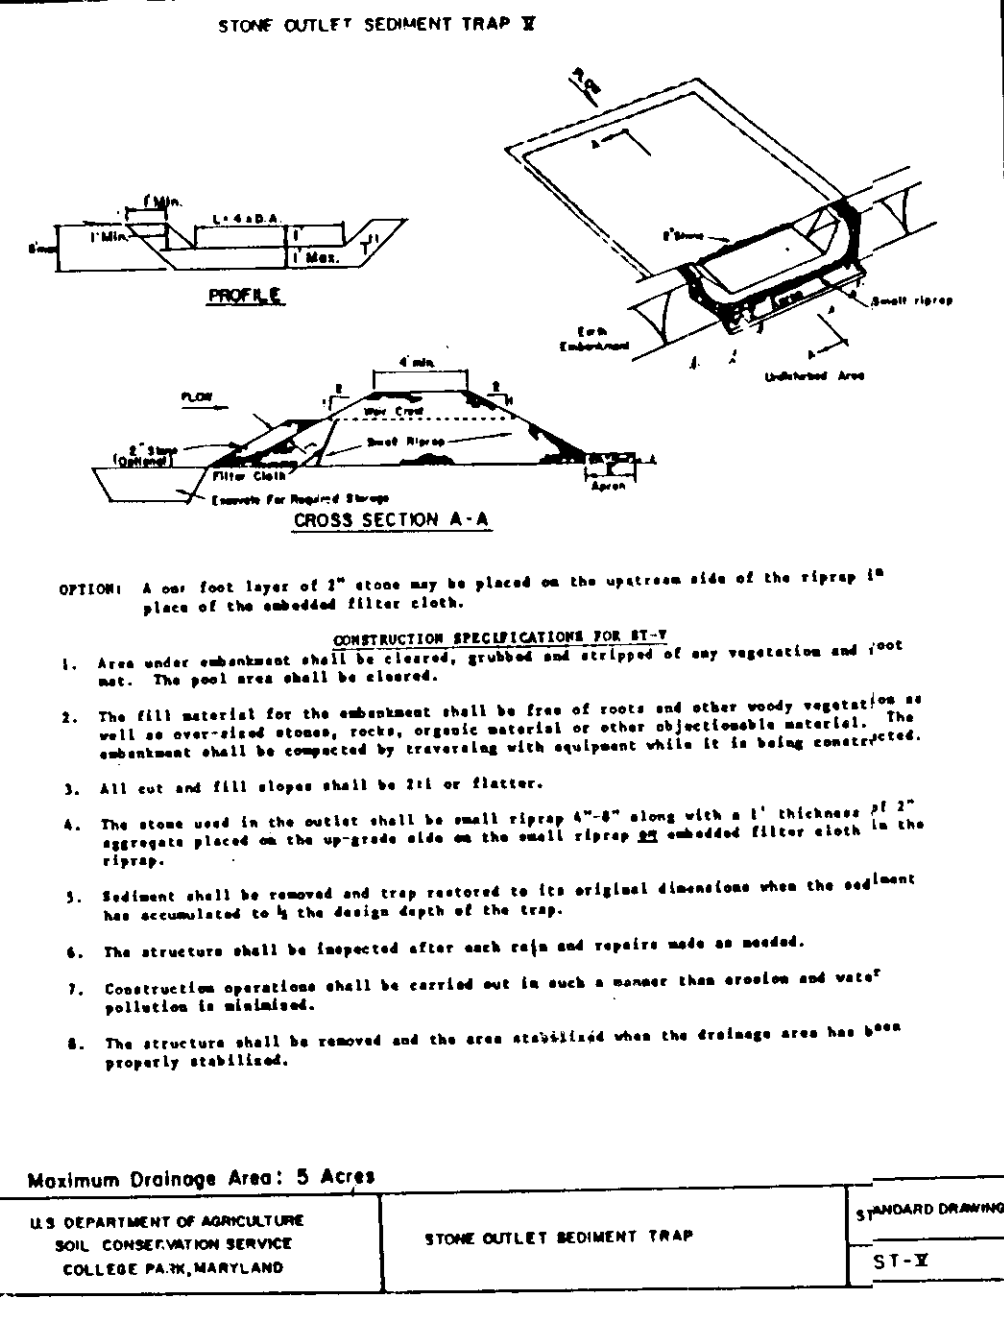 STONE OUTLET SEDIMENT TRAP V
1' Min.
L = 4 x D.A.
1' Min.
1'
5' max
1' Max.
PROFILE
A
2" Stone
Small riprap
Earth
Embankment
A
Undisturbed Area
4' min.
2
2
FLOW
Weir Crest
2" Stone
(Optional)
Small Riprap
Filter Cloth
Apron
Excavate For Required Storage
CROSS SECTION A-A
OPTION: A one foot layer of 2" stone may be placed on the upstream side of the riprap in
place of the embedded filter cloth.
CONSTRUCTION SPECIFICATIONS FOR ST-V
1. Area under embankment shall be cleared, grubbed and stripped of any vegetation and root
mat. The pool area shall be cleared.
2. The fill material for the embankment shall be free of roots and other woody vegetation as
well as over-sized stones, rocks, organic material or other objectionable material. The
embankment shall be compacted by traversing with equipment while it is being constructed.
3. All cut and fill slopes shall be 2:1 or flatter.
4. The stone used in the outlet shall be small riprap 4"-8" along with a 1' thickness of 2"
aggregate placed on the up-grade side on the small riprap or embedded filter cloth in the
riprap.
5. Sediment shall be removed and trap restored to its original dimensions when the sediment
has accumulated to ½ the design depth of the trap.
6. The structure shall be inspected after each rain and repairs made as needed.
7. Construction operations shall be carried out in such a manner than erosion and water
pollution is minimized.
8. The structure shall be removed and the area stabilized when the drainage area has been
properly stabilized.
Maximum Drainage Area: 5 Acres
U.S DEPARTMENT OF AGRICULTURE
SOIL CONSERVATION SERVICE
COLLEGE PARK, MARYLAND
STONE OUTLET SEDIMENT TRAP
STANDARD DRAWING
ST-V